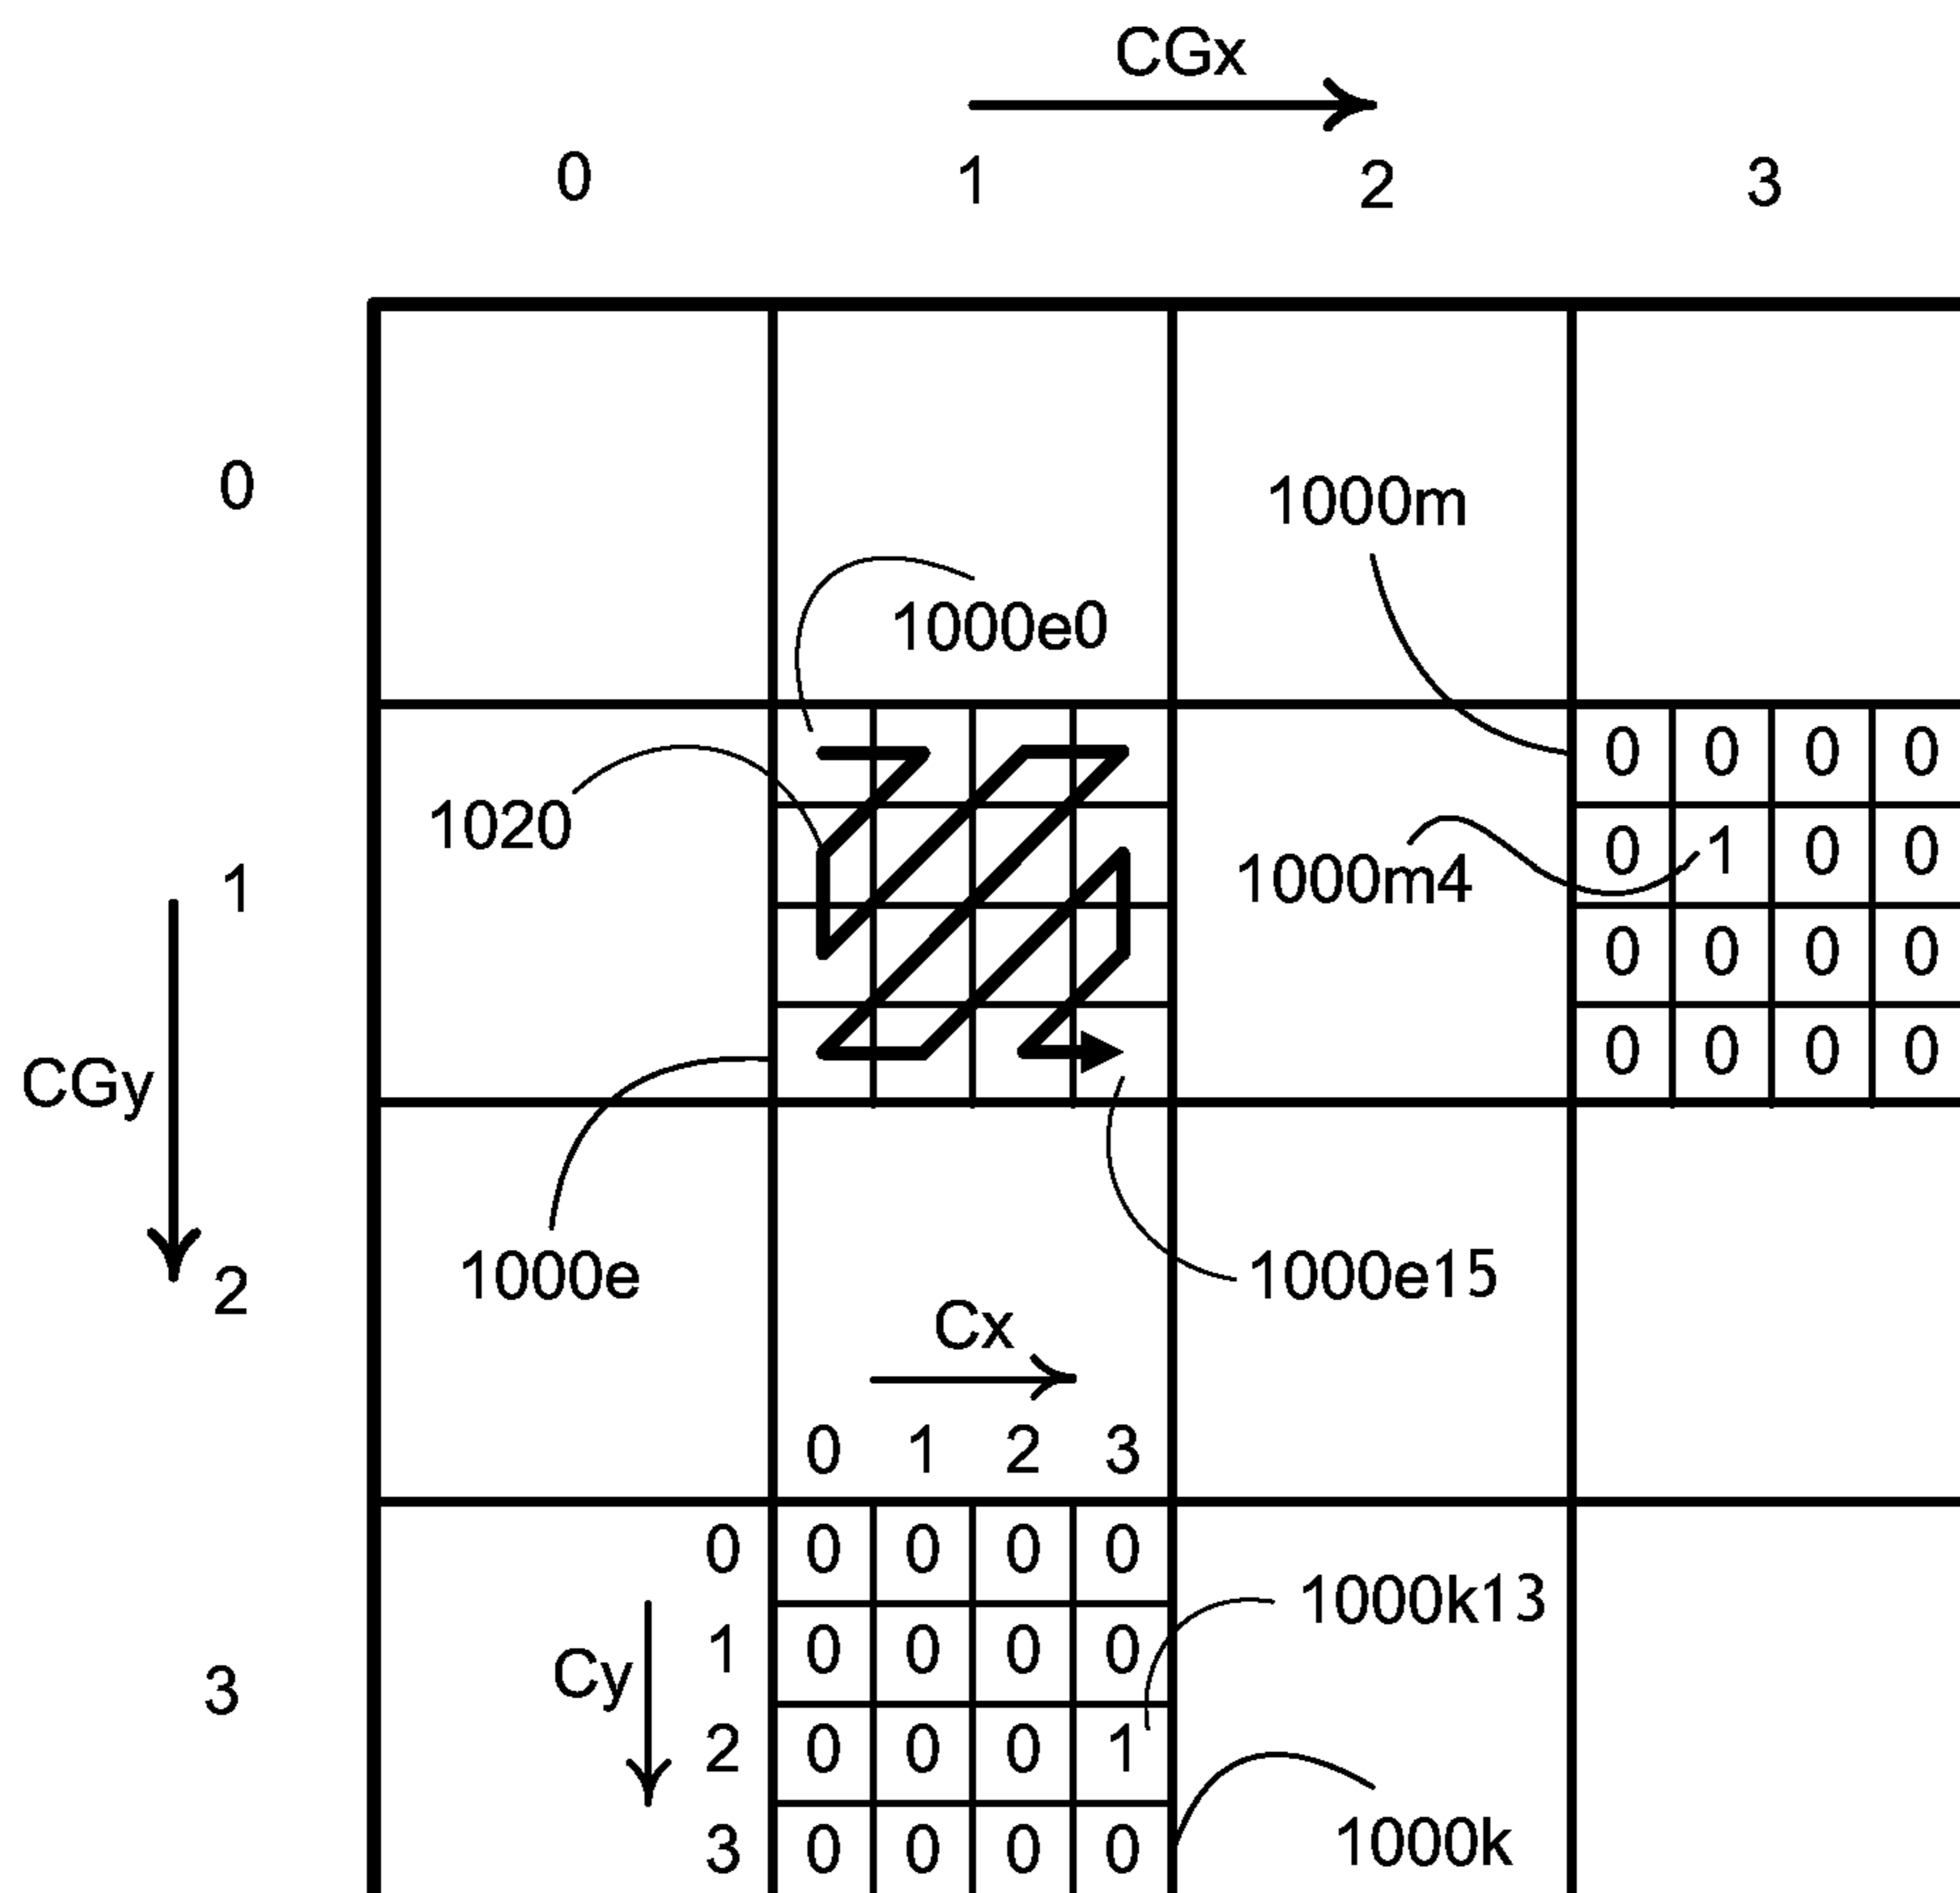 CGx
0 1 2 3
0
1000m
1000e0
0 0 0 0
1020
1000m4
0 1 0 0
1
0 0 0 0
0 0 0 0
CGy
2
1000e
1000e15
Cx
0 1 2 3
0 0 0 0 0
1000k13
1 0 0 0 0
Cy
3
2 0 0 0 1
1000k
3 0 0 0 0